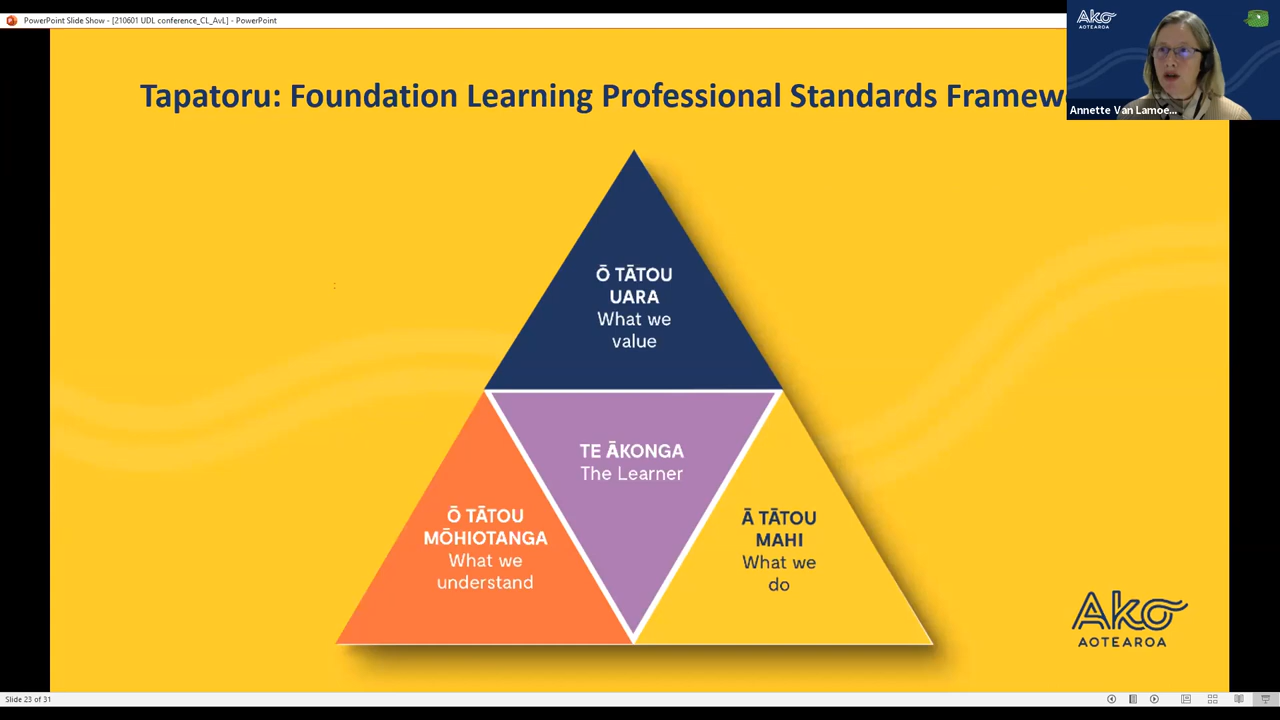 PowerPoint Slide Show - [210601 UDL conference_CL_AvL] - PowerPoint
Ako
AOTEAROA
Annette Van Lamoe...
Tapatoru: Foundation Learning Professional Standards Framew
Ō TĀTOU
UARA
What we
value
TE ĀKONGA
The Learner
Ō TĀTOU
MŌHIOTANGA
What we
understand
Ā TĀTOU
MAHI
What we
do
Ako
AOTEAROA
Slide 23 of 31